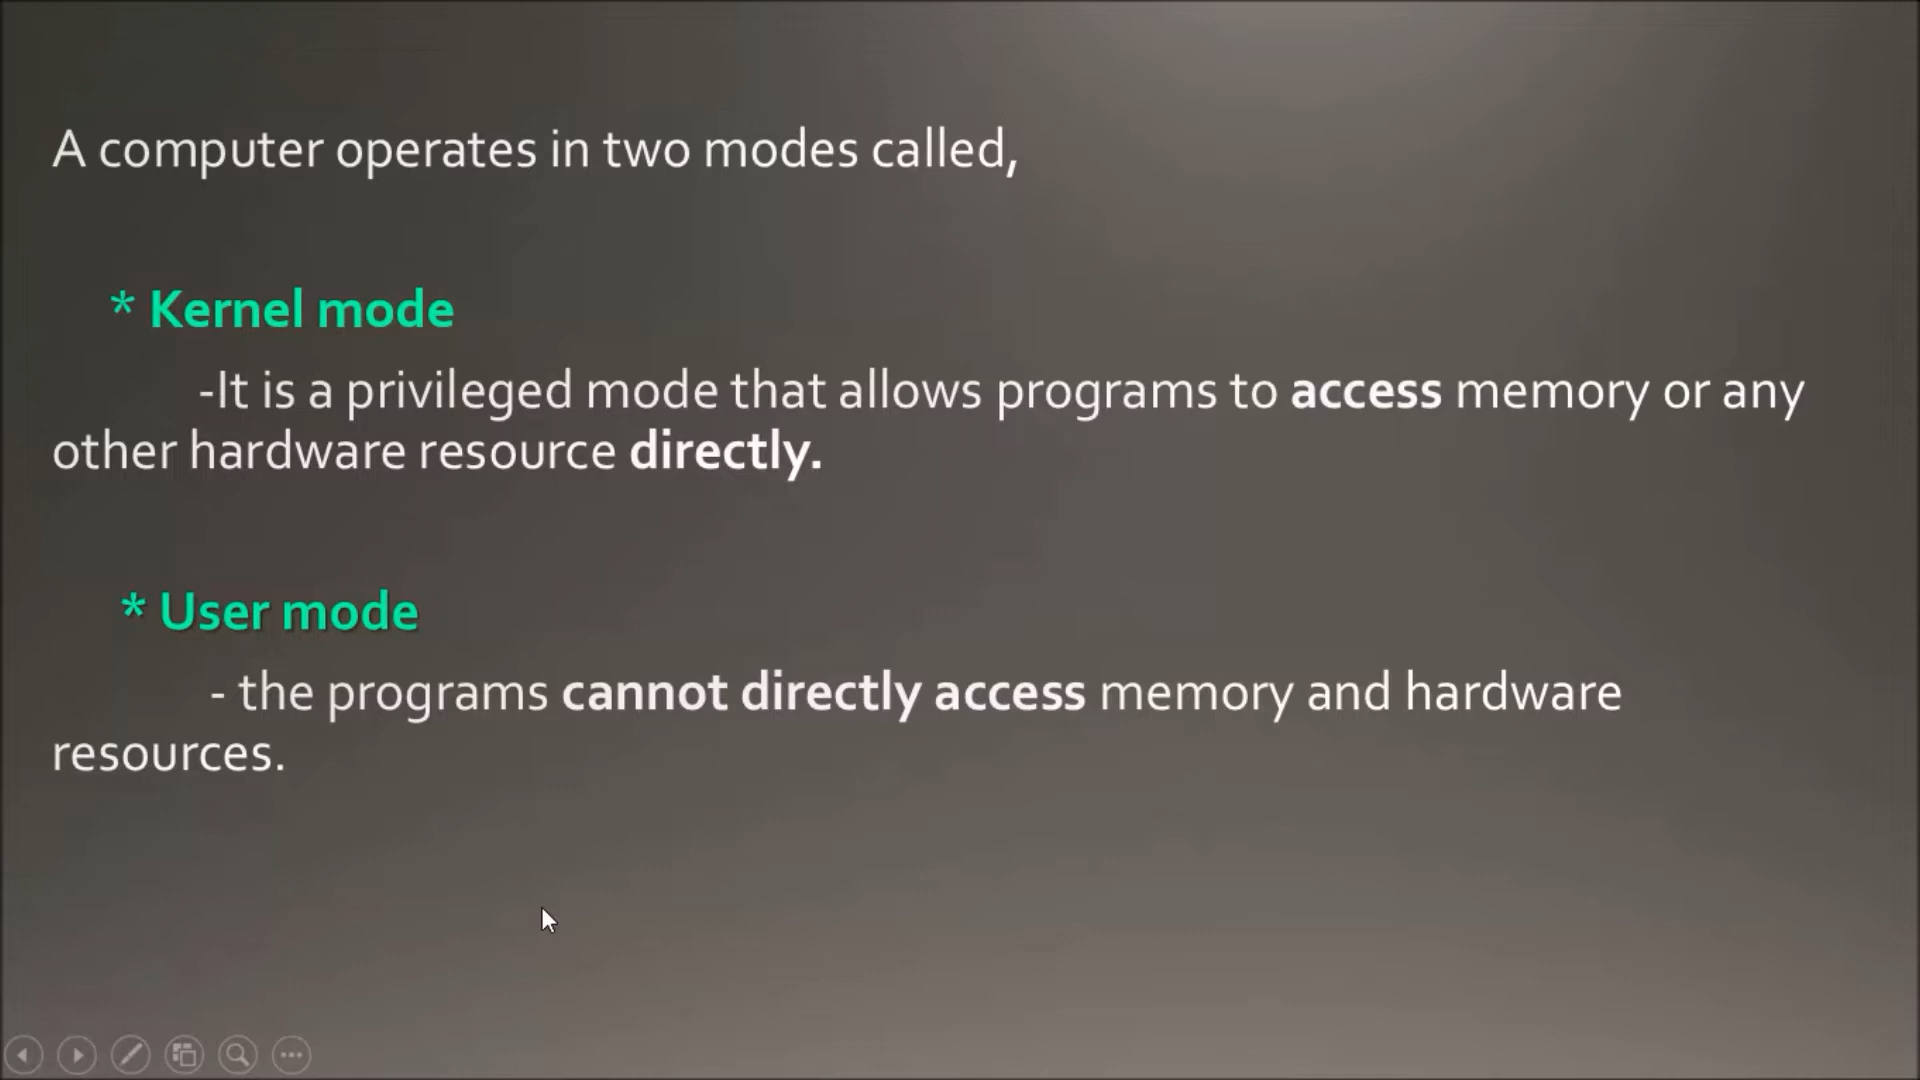 A computer operates in two modes called,
* Kernel mode
-It is a privileged mode that allows programs to access memory or any
other hardware resource directly.
* User mode
- the programs cannot directly access memory and hardware
resources.